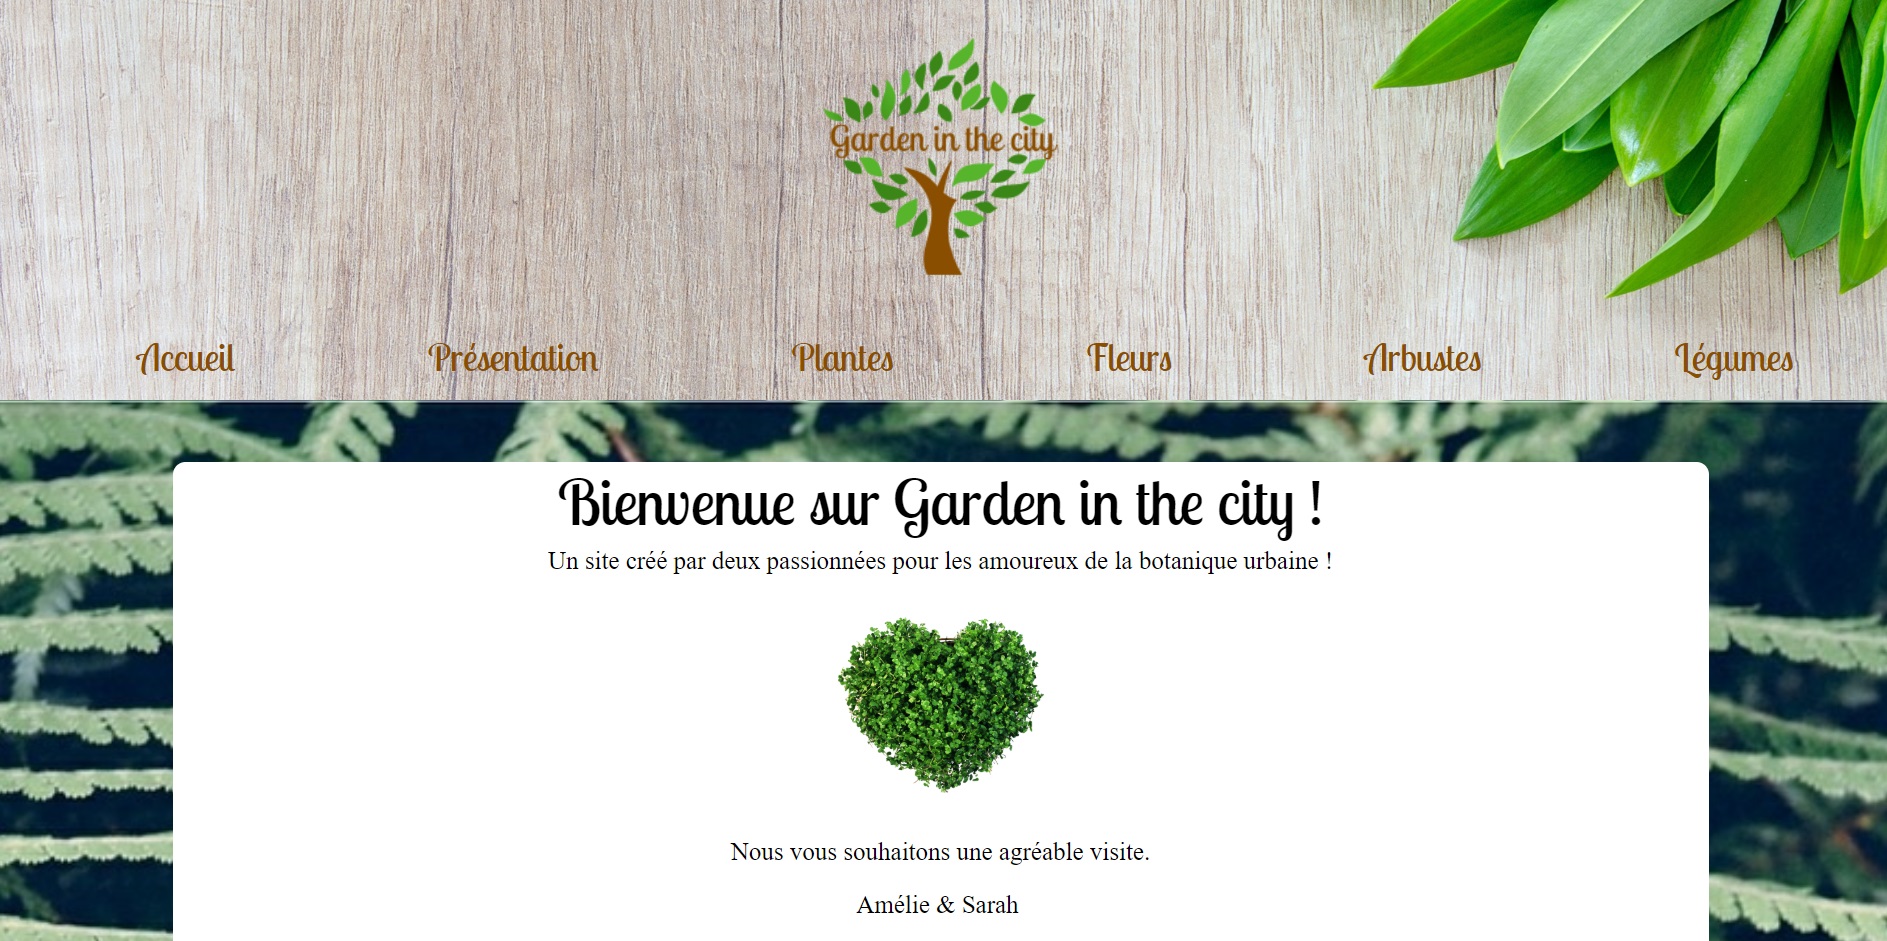 Garden in the city
Accueil Présentation Plantes Fleurs Arbustes Légumes
Bienvenue sur Garden in the city !
Un site créé par deux passionnées pour les amoureux de la botanique urbaine !
Nous vous souhaitons une agréable visite.
Amélie & Sarah